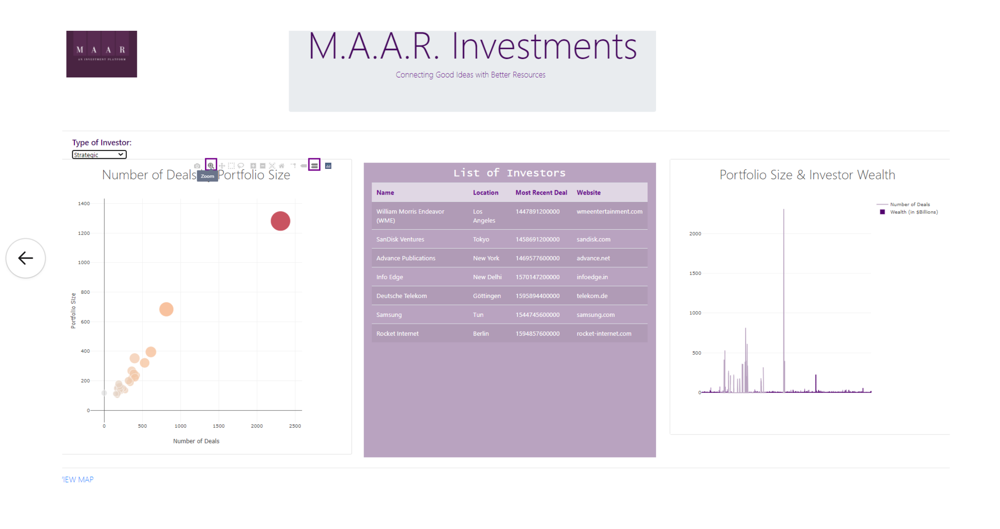 M A A R
AN INVESTMENT PLATFORM
M.A.A.R. Investments
Connecting Good Ideas with Better Resources
Type of Investor:
Strategic
Number of Deals Portfolio Size
Zoom
1400
1200
1000
800
600
400
200
0
Portfolio Size
0 500 1000 1500 2000 2500
Number of Deals
List of Investors
Name Location Most Recent Deal Website
William Morris Endeavor (WME) Los Angeles 1447891200000 wmeentertainment.com
SanDisk Ventures Tokyo 1458691200000 sandisk.com
Advance Publications New York 1469577600000 advance.net
Info Edge New Delhi 1570147200000 infoedge.in
Deutsche Telekom Göttingen 1595894400000 telekom.de
Samsung Tun 1544745600000 samsung.com
Rocket Internet Berlin 1594857600000 rocket-internet.com
Portfolio Size & Investor Wealth
Number of Deals
Wealth (in $Billions)
2000
1500
1000
500
0
IEW MAP